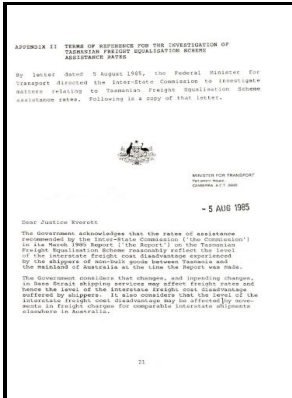 APPENDIX II TERMS OF REFERENCE FOR THE INVESTIGATION OF
TASMANIAN FREIGHT EQUALISATION SCHEME
ASSISTANCE RATES
By letter dated 5 August 1985, the Federal Minister for
Transport directed the Inter-State Commission to investigate
matters relating to Tasmanian Freight Equalisation Scheme
assistance rates. Following is a copy of that letter.
MINISTER FOR TRANSPORT
Parliament House,
CANBERRA A.C.T. 2600
- 5 AUG 1985
Dear Justice Everett
The Government acknowledges that the rates of assistance
recommended by the Inter-State Commission ('the Commission')
in its March 1985 Report ('the Report') on the Tasmanian
Freight Equalisation Scheme reasonably reflect the level
of the interstate freight cost disadvantage experienced
by the shippers of non-bulk goods between Tasmania and
the mainland of Australia at the time the Report was made.
The Government considers that changes, and impending changes,
in Bass Strait shipping services may affect freight rates and
hence the level of the interstate freight cost disadvantage
suffered by shippers. It also considers that the level of the
interstate freight cost disadvantage may be affected by move-
ments in freight charges for comparable interstate shipments
elsewhere in Australia.